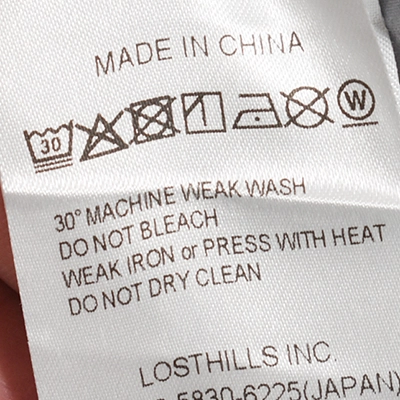 MADE IN CHINA
30 W
30° MACHINE WEAK WASH
DO NOT BLEACH
WEAK IRON or PRESS WITH HEAT
DO NOT DRY CLEAN
LOSTHILLS INC.
5830-6225(JAPAN)